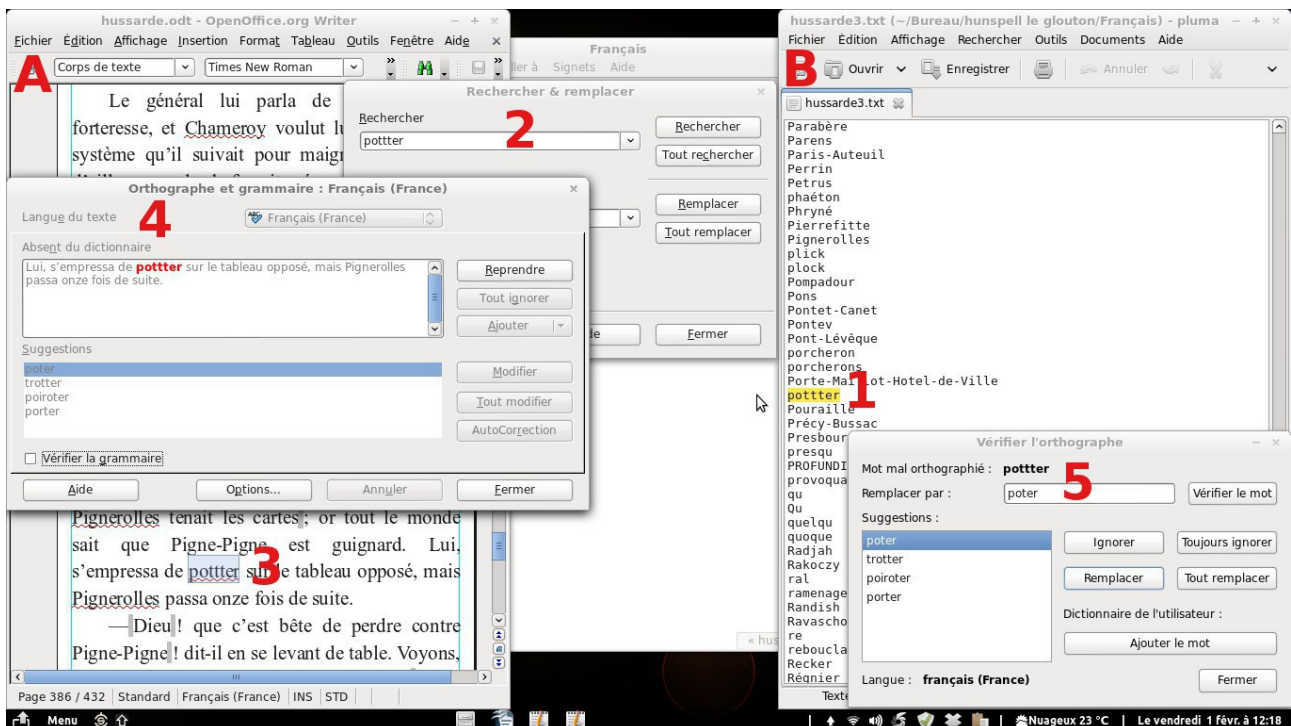 hussarde.odt - OpenOffice.org Writer
Fichier Édition Affichage Insertion Format Tableau Outils Fenêtre Aide
A
Corps de texte Times New Roman
Le général lui parla de
forteresse, et Chameroy voulut
système qu'il suivait pour
Français
Signets Aide
Rechercher & remplacer
Rechercher
2
pottter
Rechercher
Tout rechercher
Remplacer
Tout remplacer
Fermer
Orthographe et grammaire : Français (France)
Langue du texte
4
Français (France)
Absent du dictionnaire
Lui, s'empressa de pottter sur le tableau opposé, mais Pignerolles
passa onze fois de suite.
Reprendre
Tout ignorer
Ajouter
Suggestions
poter
trotter
poiroter
porter
Modifier
Tout modifier
AutoCorrection
Vérifier la grammaire
Aide Options... Annuler Fermer
Pignerolles tenait les cartes ; or tout le monde
sait que Pigne-Pigne est guignard. Lui,
s'empressa de pottter sur le tableau opposé, mais
3
Pignerolles passa onze fois de suite.
— Dieu ! que c'est bête de perdre contre
Pigne-Pigne ! dit-il en se levant de table. Voyons,
Page 386 / 432 Standard Français (France) INS STD
hussarde3.txt (~/Bureau/hunspell le glouton/Français) - pluma
Fichier Édition Affichage Rechercher Outils Documents Aide
B
Ouvrir Enregistrer Annuler
hussarde3.txt
Parabère
Parens
Paris-Auteuil
Perrin
Petrus
phaéton
Phryné
Pierrefitte
Pignerolles
plick
plock
Pompadour
Pons
Pontet-Canet
Pontev
Pont-Lévêque
porcheron
porcherons
Porte-Maillot-Hotel-de-Ville
pottter
1
Pouraille
Précy-Bussac
Presbour
presqu
PROFUNDI
provoqua
qu
Qu
quelqu
quoque
Radjah
Rakoczy
ral
ramenage
Randish
Ravascho
re
reboucla
Recker
Régnier
Vérifier l'orthographe
Mot mal orthographié : pottter
5
Remplacer par : poter Vérifier le mot
Suggestions :
poter
trotter
poiroter
porter
Ignorer Toujours ignorer
Remplacer Tout remplacer
Dictionnaire de l'utilisateur :
Ajouter le mot
Langue : français (France) Fermer
Menu
Nuageux 23 °C Le vendredi 1 févr. à 12:18